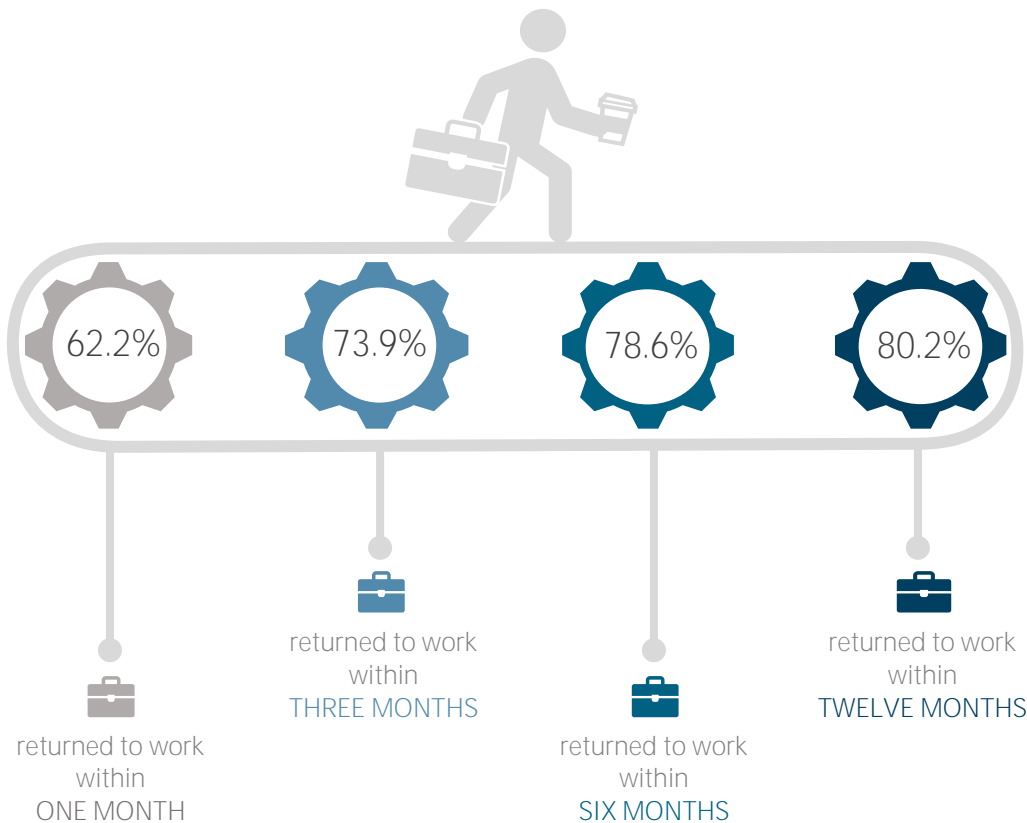 62.2%
73.9%
78.6%
80.2%
returned to work
within
ONE MONTH
returned to work
within
THREE MONTHS
returned to work
within
SIX MONTHS
returned to work
within
TWELVE MONTHS